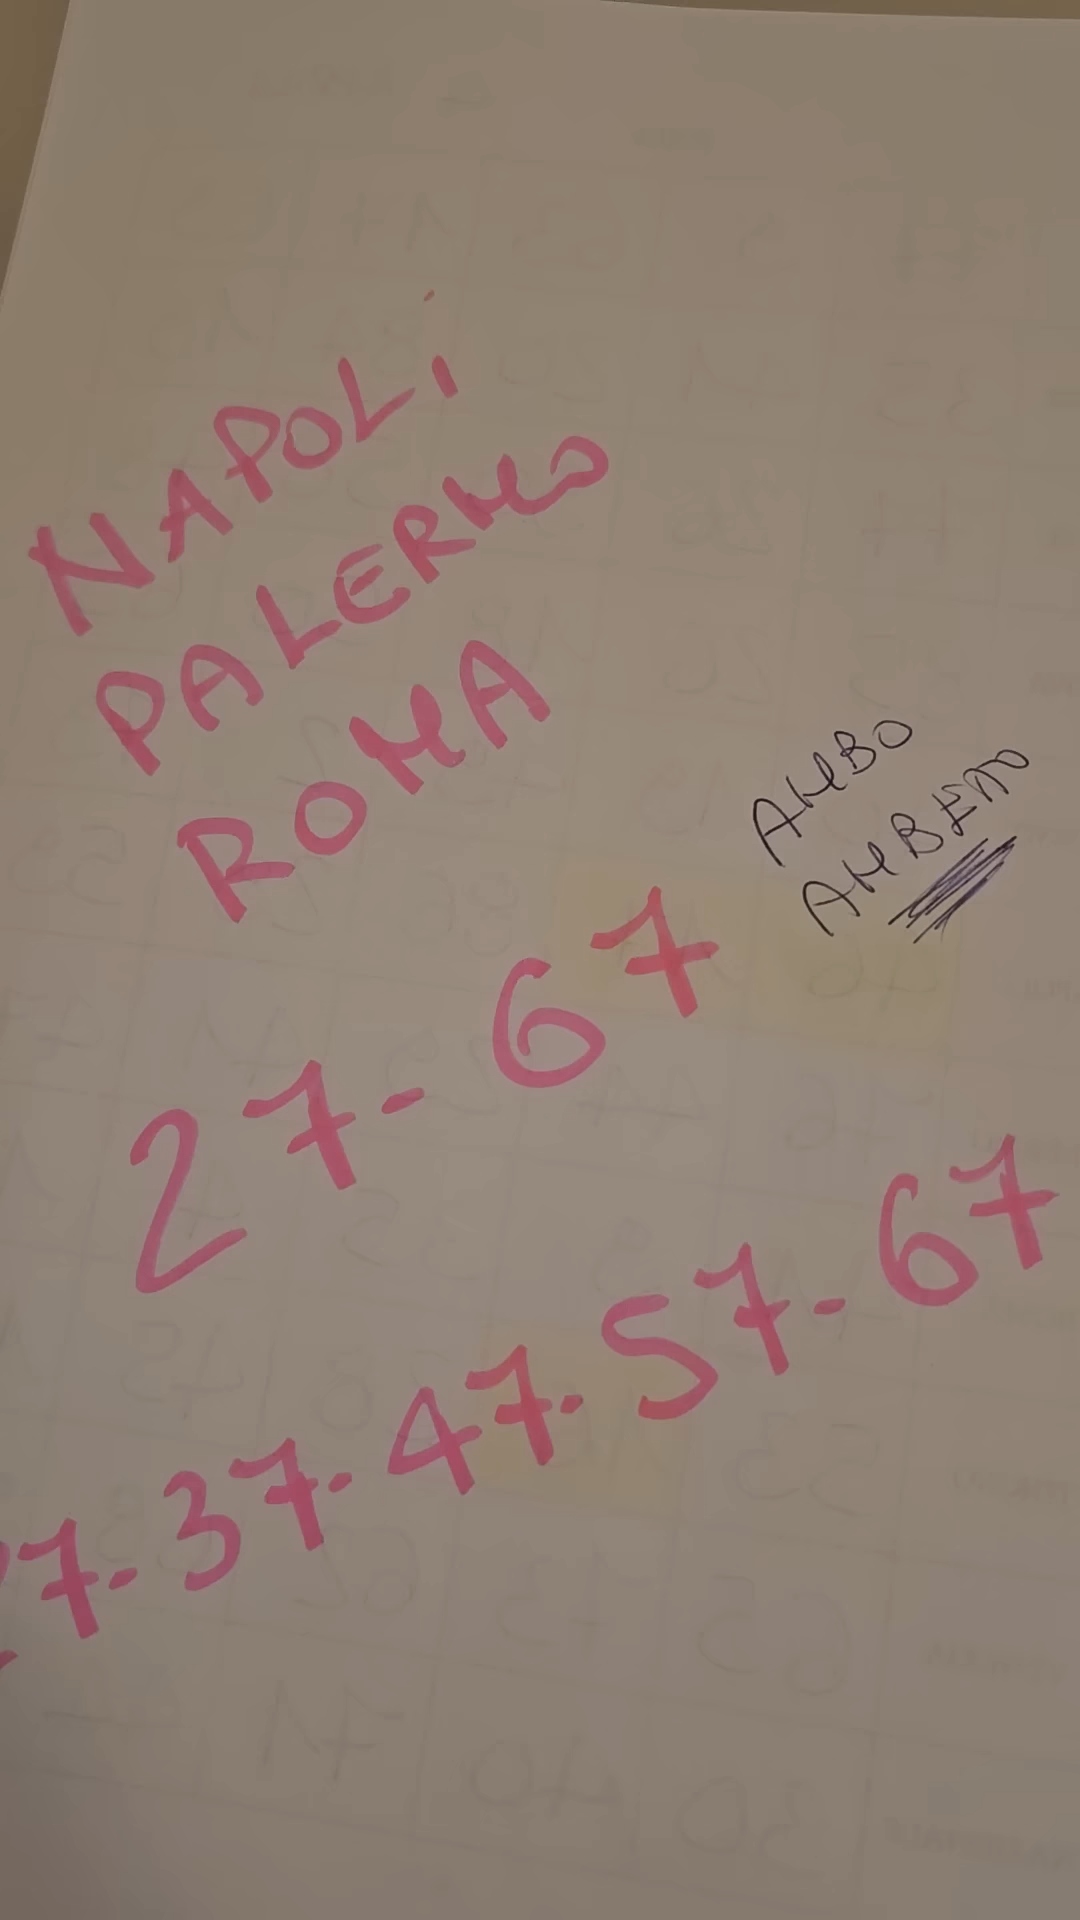 NAPOLi
PALERMO
ROMA
AMBO
AMBETTO
27-67
27-37-47-57-67